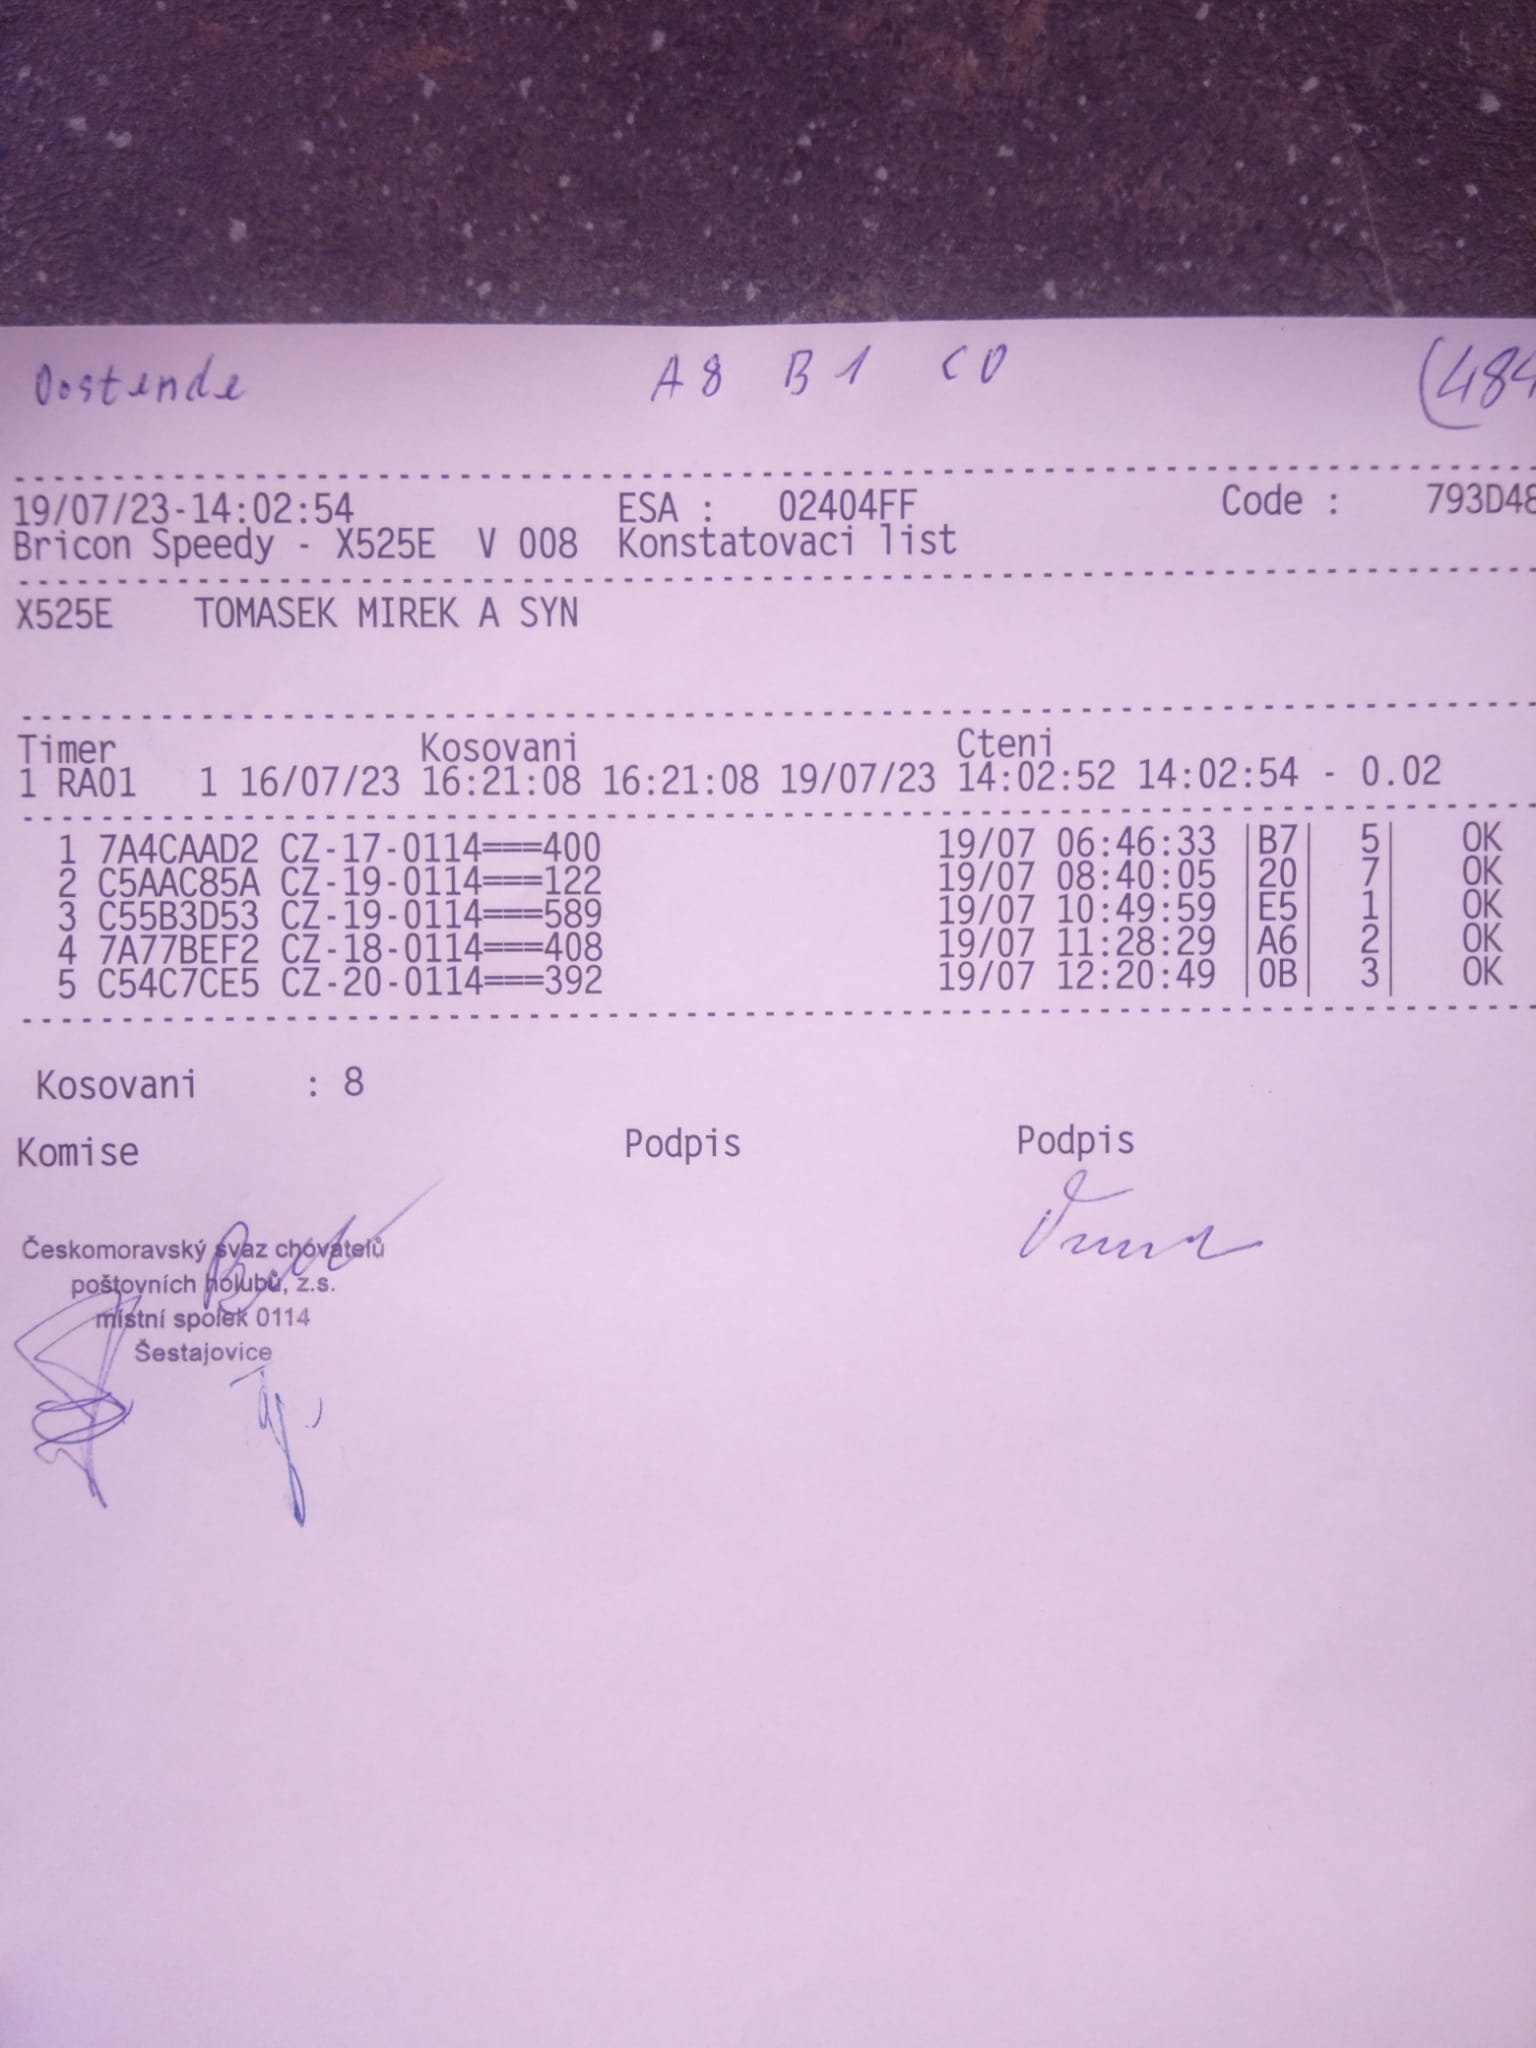 Oostende A8 B1 C0 (484
19/07/23-14:02:54 ESA : 02404FF Code : 793D48
Bricon Speedy - X525E V 008 Konstatovaci list
X525E TOMASEK MIREK A SYN
Timer Kosovani Cteni
1 RA01 1 16/07/23 16:21:08 16:21:08 19/07/23 14:02:52 14:02:54 - 0.02
1 7A4CAAD2 CZ-17-0114===400 19/07 06:46:33 |B7| 5| OK
2 C5AAC85A CZ-19-0114===122 19/07 08:40:05 |20| 7| OK
3 C55B3D53 CZ-19-0114===589 19/07 10:49:59 |E5| 1| OK
4 7A77BEF2 CZ-18-0114===408 19/07 11:28:29 |A6| 2| OK
5 C54C7CE5 CZ-20-0114===392 19/07 12:20:49 |0B| 3| OK
Kosovani : 8
Komise Podpis Podpis
Českomoravský svaz chovatelů
poštovních holubů, z.s.
místní spolek 0114
Šestajovice